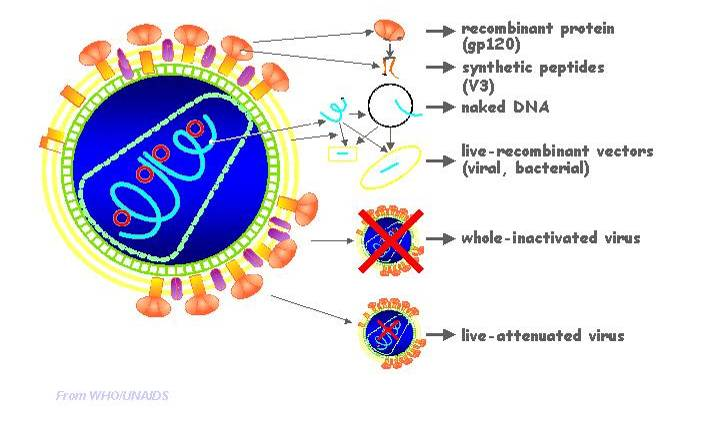 recombinant protein
(gp120)
synthetic peptides
(V3)
naked DNA
live-recombinant vectors
(viral, bacterial)
whole-inactivated virus
live-attenuated virus
From WHO/UNAIDS